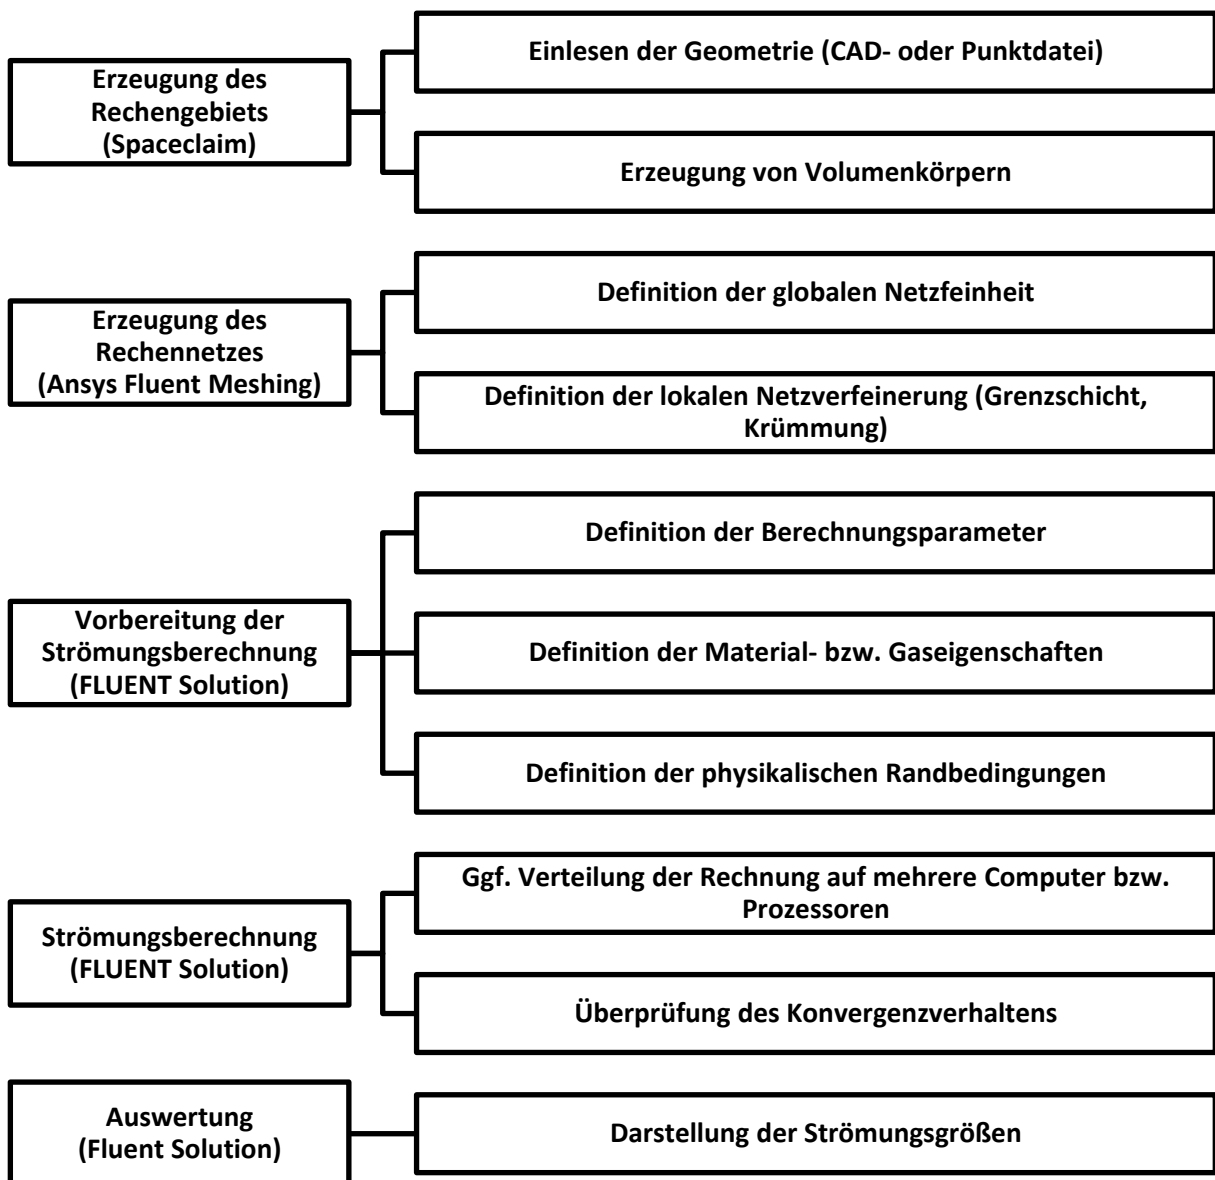 Erzeugung des
Rechengebiets
(Spaceclaim)
Einlesen der Geometrie (CAD- oder Punktdatei)
Erzeugung von Volumenkörpern
Erzeugung des
Rechennetzes
(Ansys Fluent Meshing)
Definition der globalen Netzfeinheit
Definition der lokalen Netzverfeinerung (Grenzschicht,
Krümmung)
Vorbereitung der
Strömungsberechnung
(FLUENT Solution)
Definition der Berechnungsparameter
Definition der Material- bzw. Gaseigenschaften
Definition der physikalischen Randbedingungen
Strömungsberechnung
(FLUENT Solution)
Ggf. Verteilung der Rechnung auf mehrere Computer bzw.
Prozessoren
Überprüfung des Konvergenzverhaltens
Auswertung
(Fluent Solution)
Darstellung der Strömungsgrößen